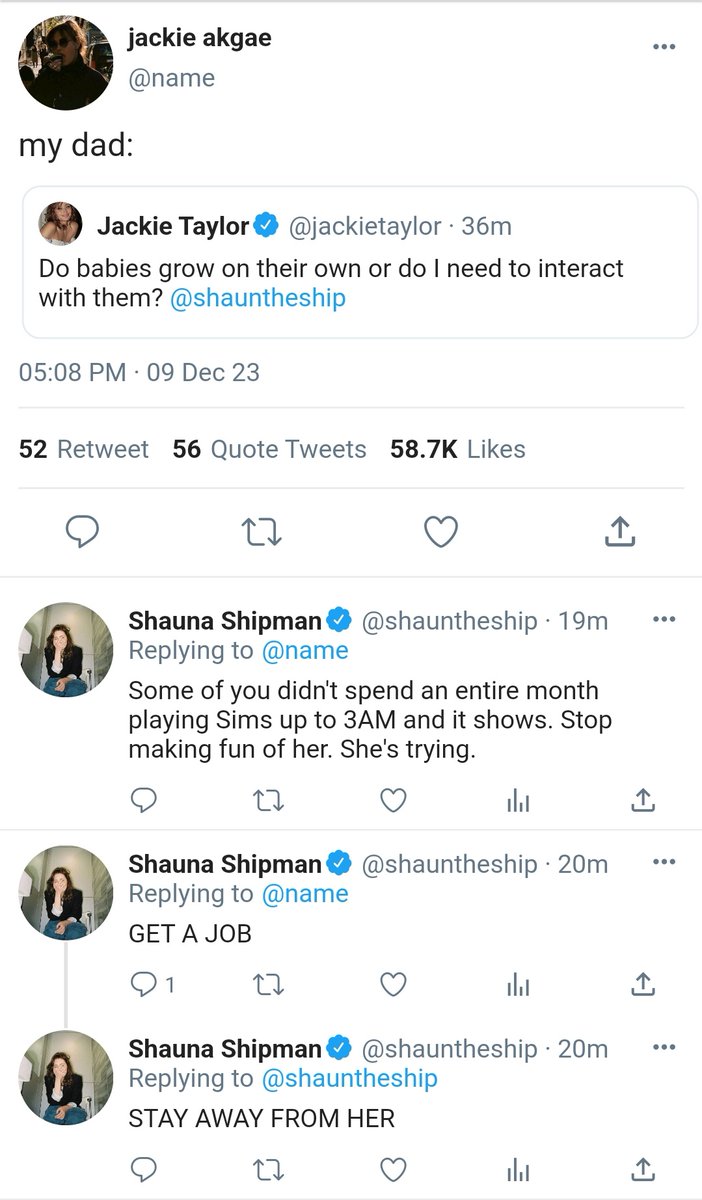 jackie akgae
@name
my dad:
Jackie Taylor @jackietaylor · 36m
Do babies grow on their own or do I need to interact
with them? @shauntheship
05:08 PM · 09 Dec 23
52 Retweet 56 Quote Tweets 58.7K Likes
Shauna Shipman @shauntheship · 19m
Replying to @name
Some of you didn't spend an entire month
playing Sims up to 3AM and it shows. Stop
making fun of her. She's trying.
Shauna Shipman @shauntheship · 20m
Replying to @name
GET A JOB
1
Shauna Shipman @shauntheship · 20m
Replying to @shauntheship
STAY AWAY FROM HER